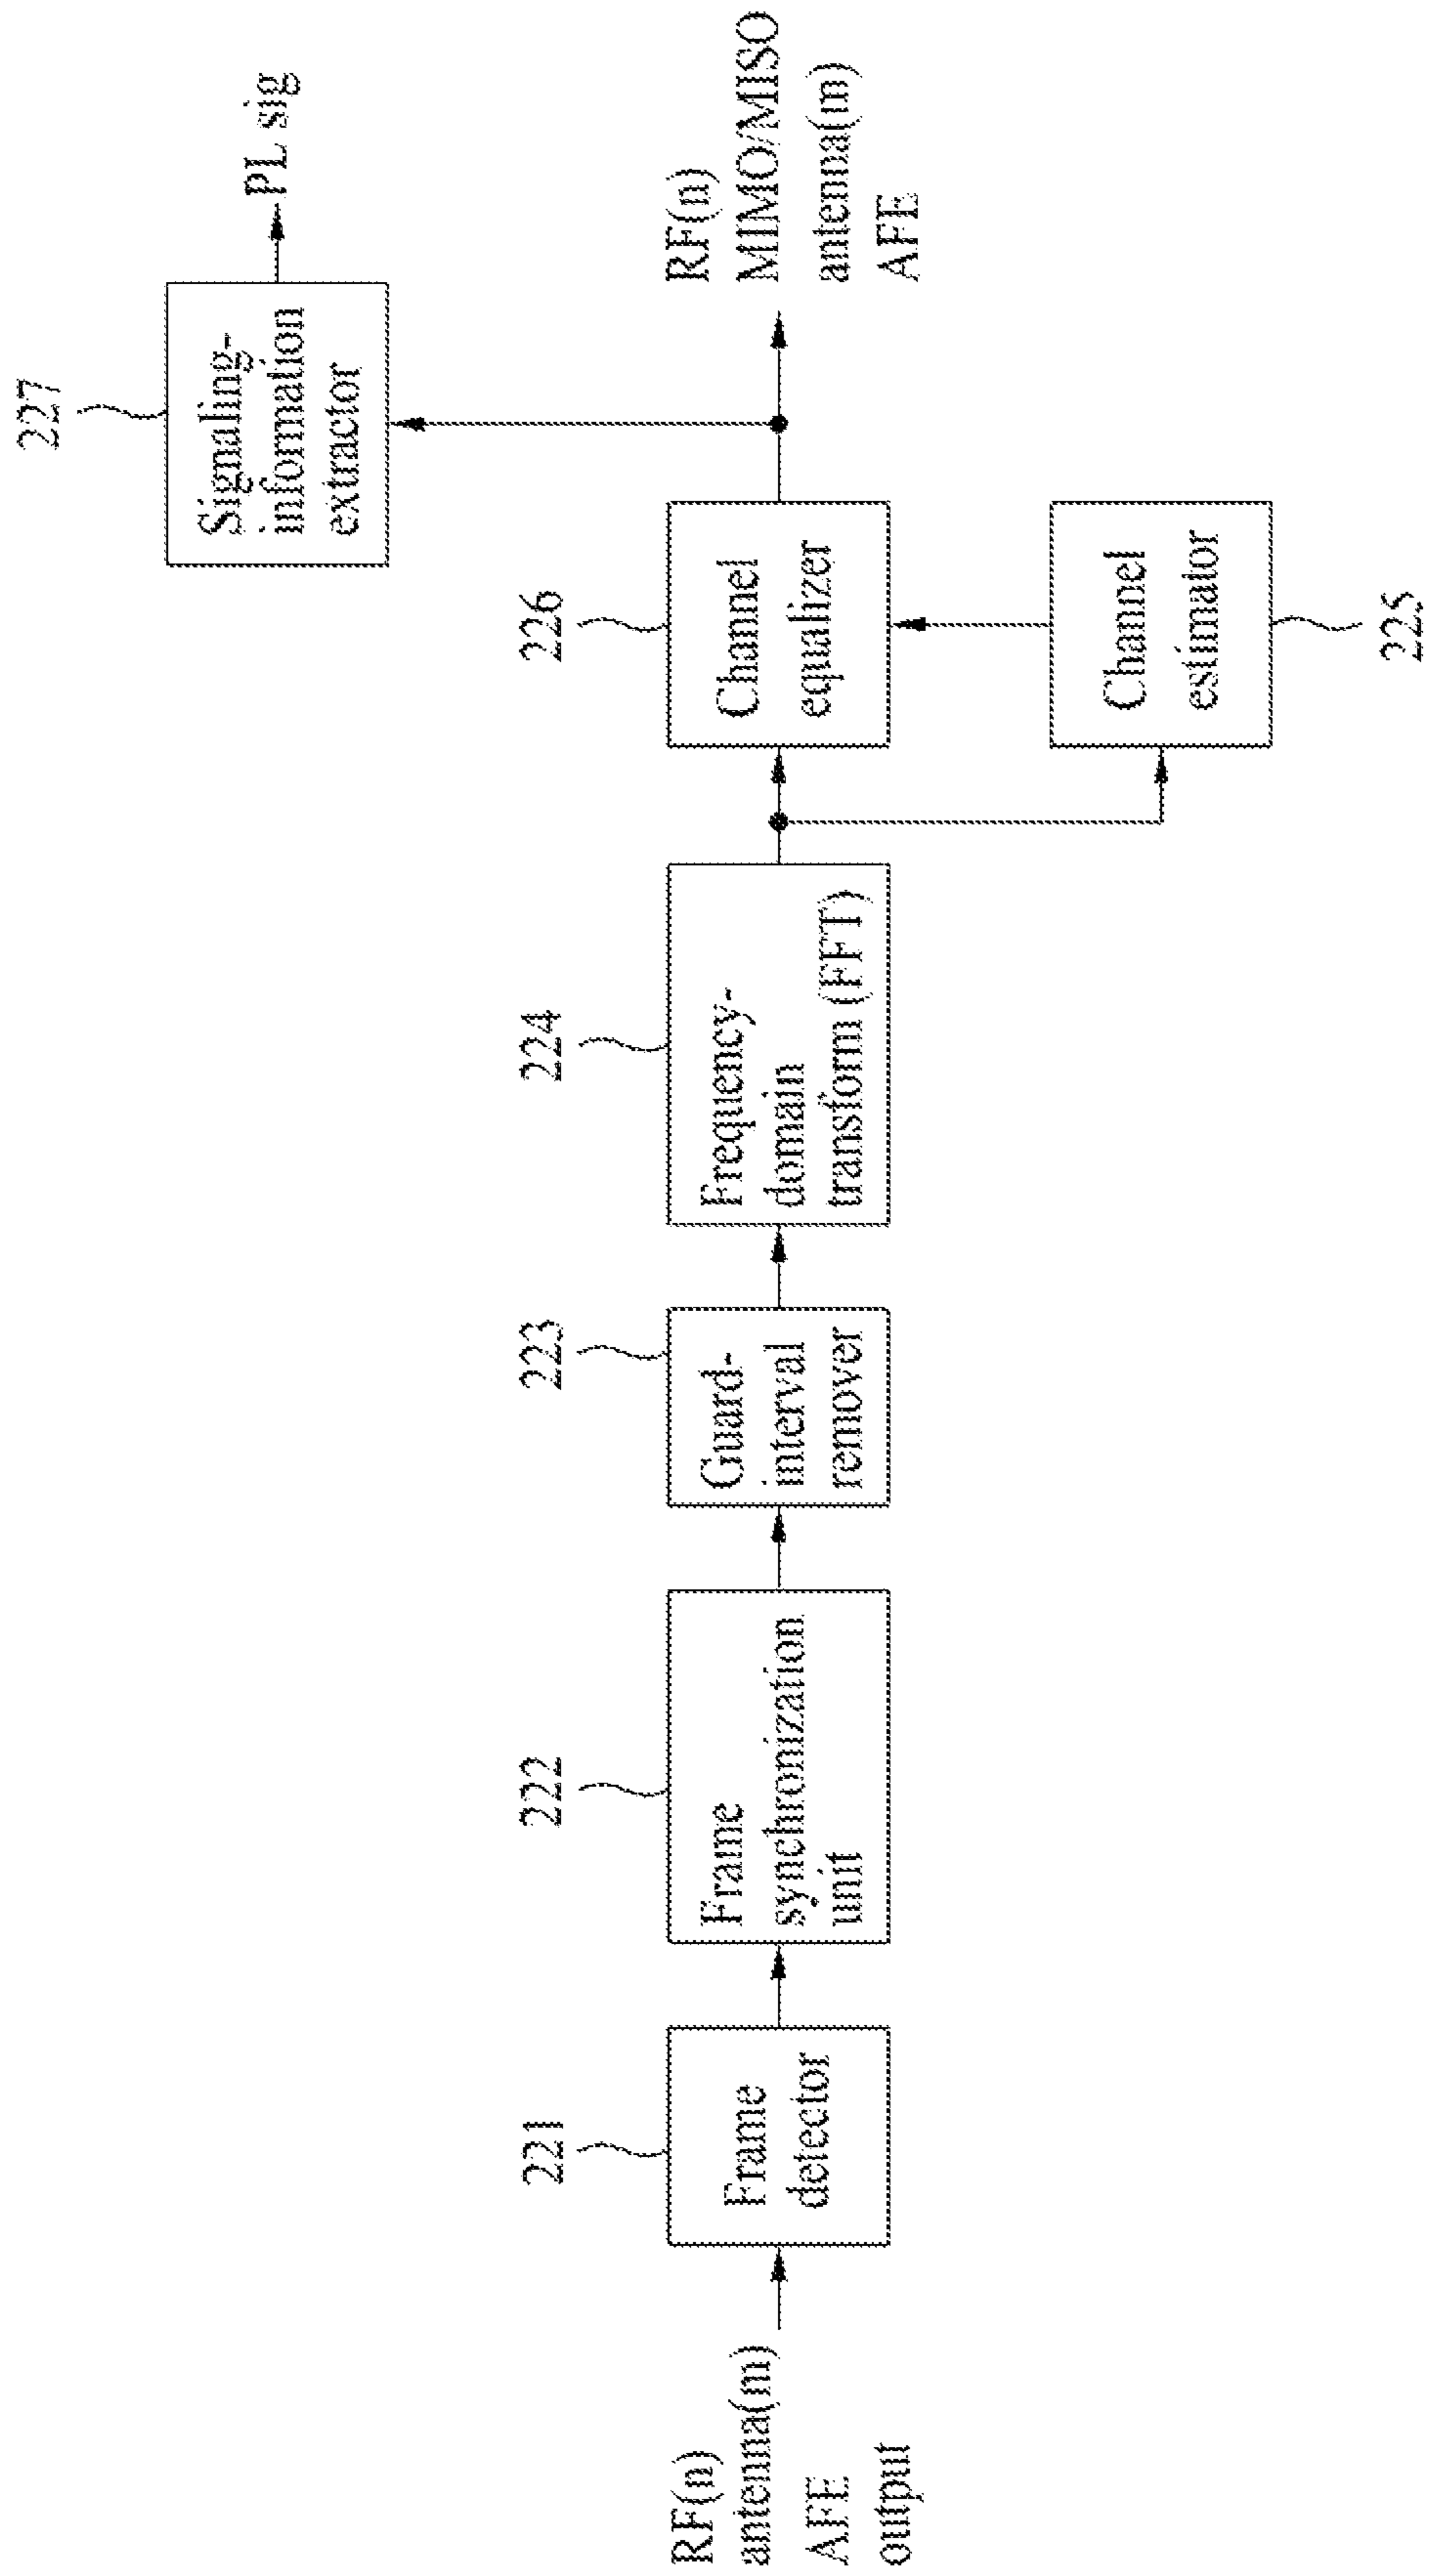 RF(n)
antenna(m)
AFE
output
221
Frame
detector
222
Frame
synchronization
unit
223
Guard-
interval
remover
224
Frequency-
domain
transform (FFT)
226
Channel
equalizer
Channel
estimator
225
227
Signaling-
information
extractor
PL sig
RF(n)
MIMO/MISO
antenna(m)
AFE